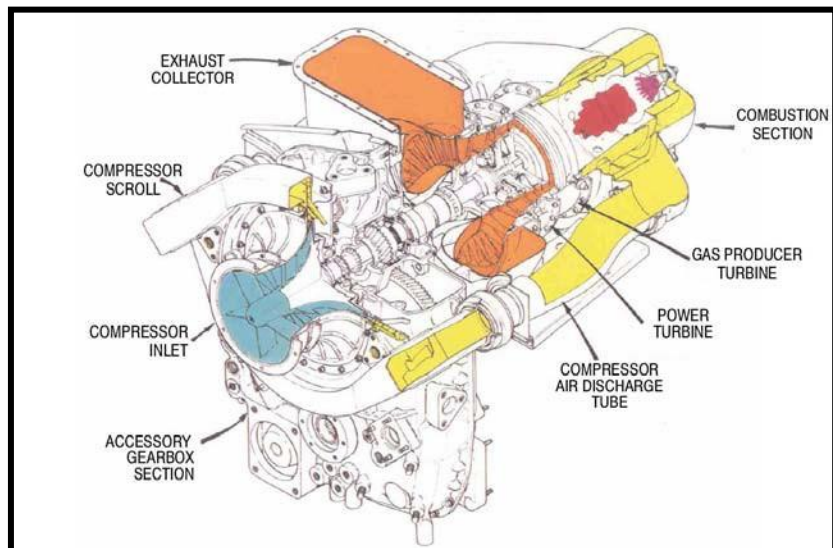 EXHAUST
COLLECTOR
COMPRESSOR
SCROLL
COMPRESSOR
INLET
ACCESSORY
GEARBOX
SECTION
COMBUSTION
SECTION
GAS PRODUCER
TURBINE
POWER
TURBINE
COMPRESSOR
AIR DISCHARGE
TUBE